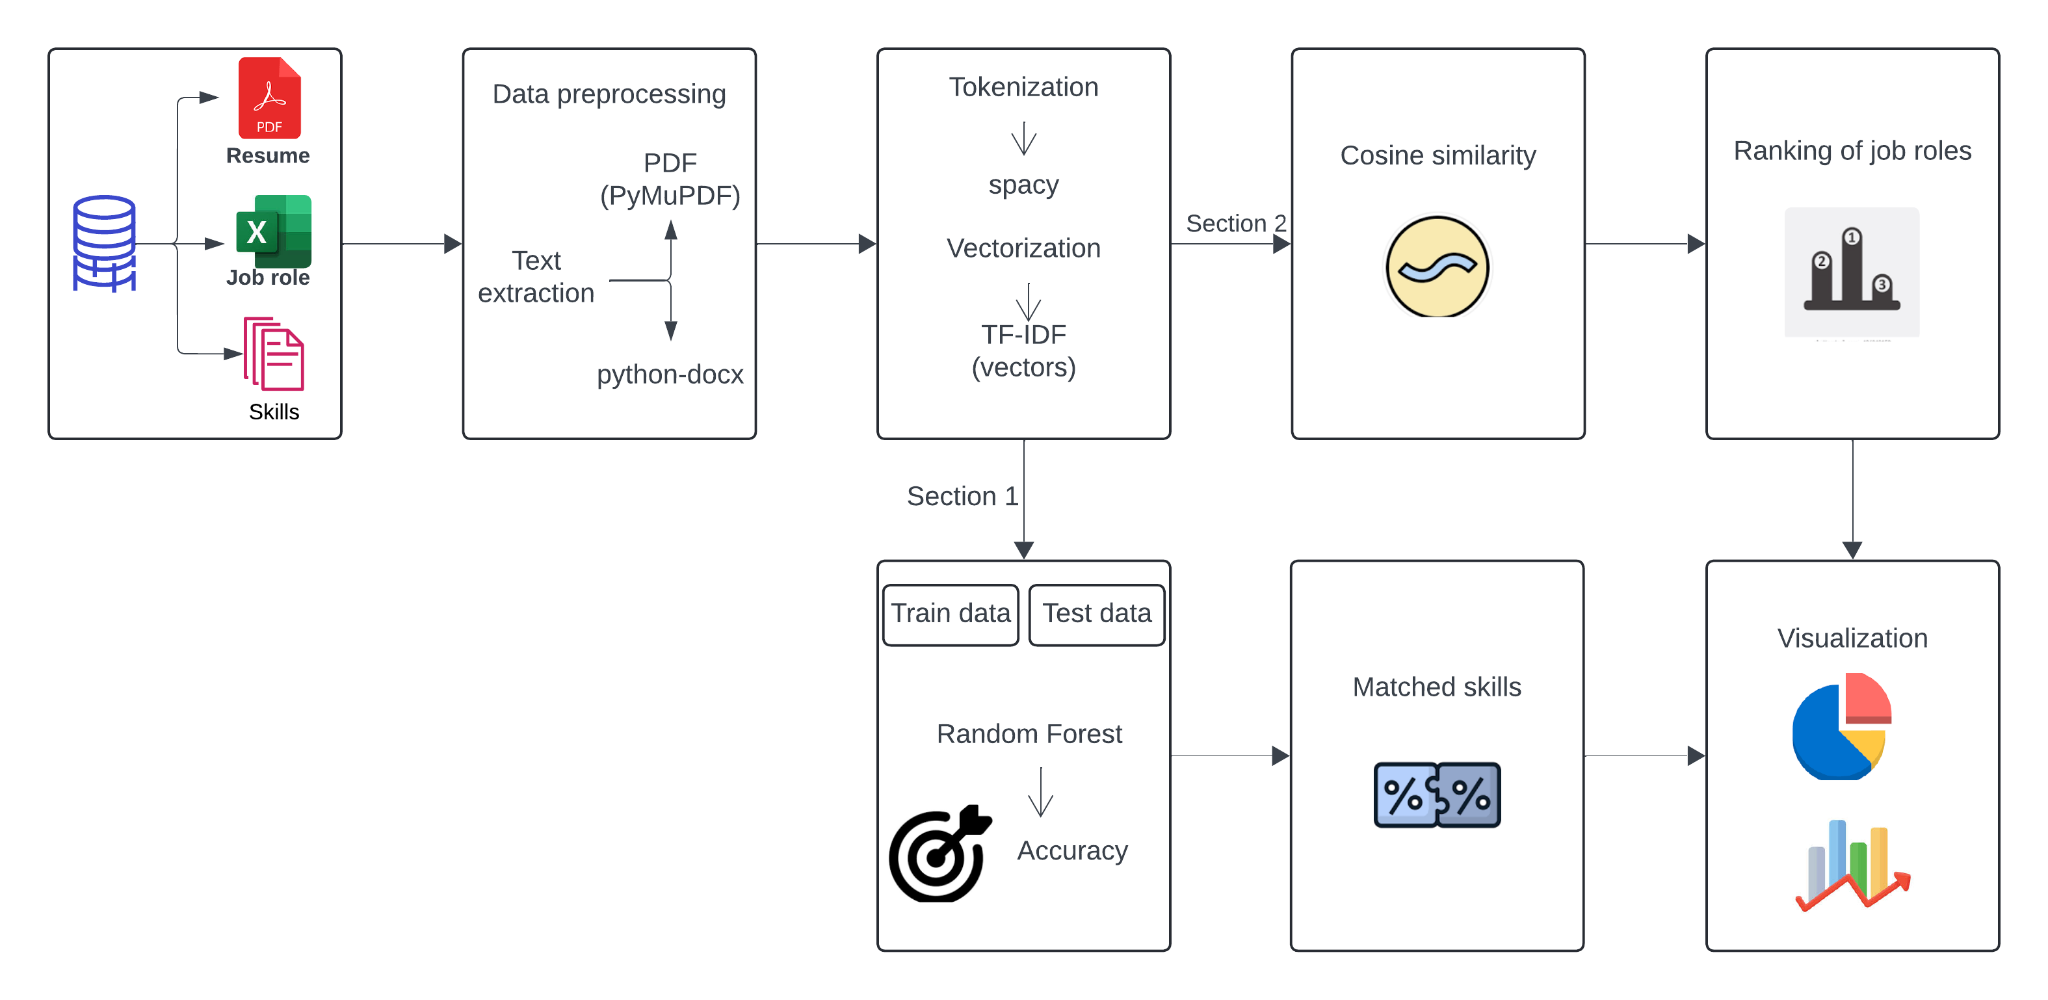 PDF
Resume
X
Job role
Skills
Data preprocessing
PDF
(PyMuPDF)
Text
extraction
python-docx
Tokenization
spacy
Vectorization
TF-IDF
(vectors)
Section 2
Cosine similarity
Ranking of job roles
1
2
3
Section 1
Train data
Test data
Random Forest
Accuracy
Matched skills
% %
Visualization